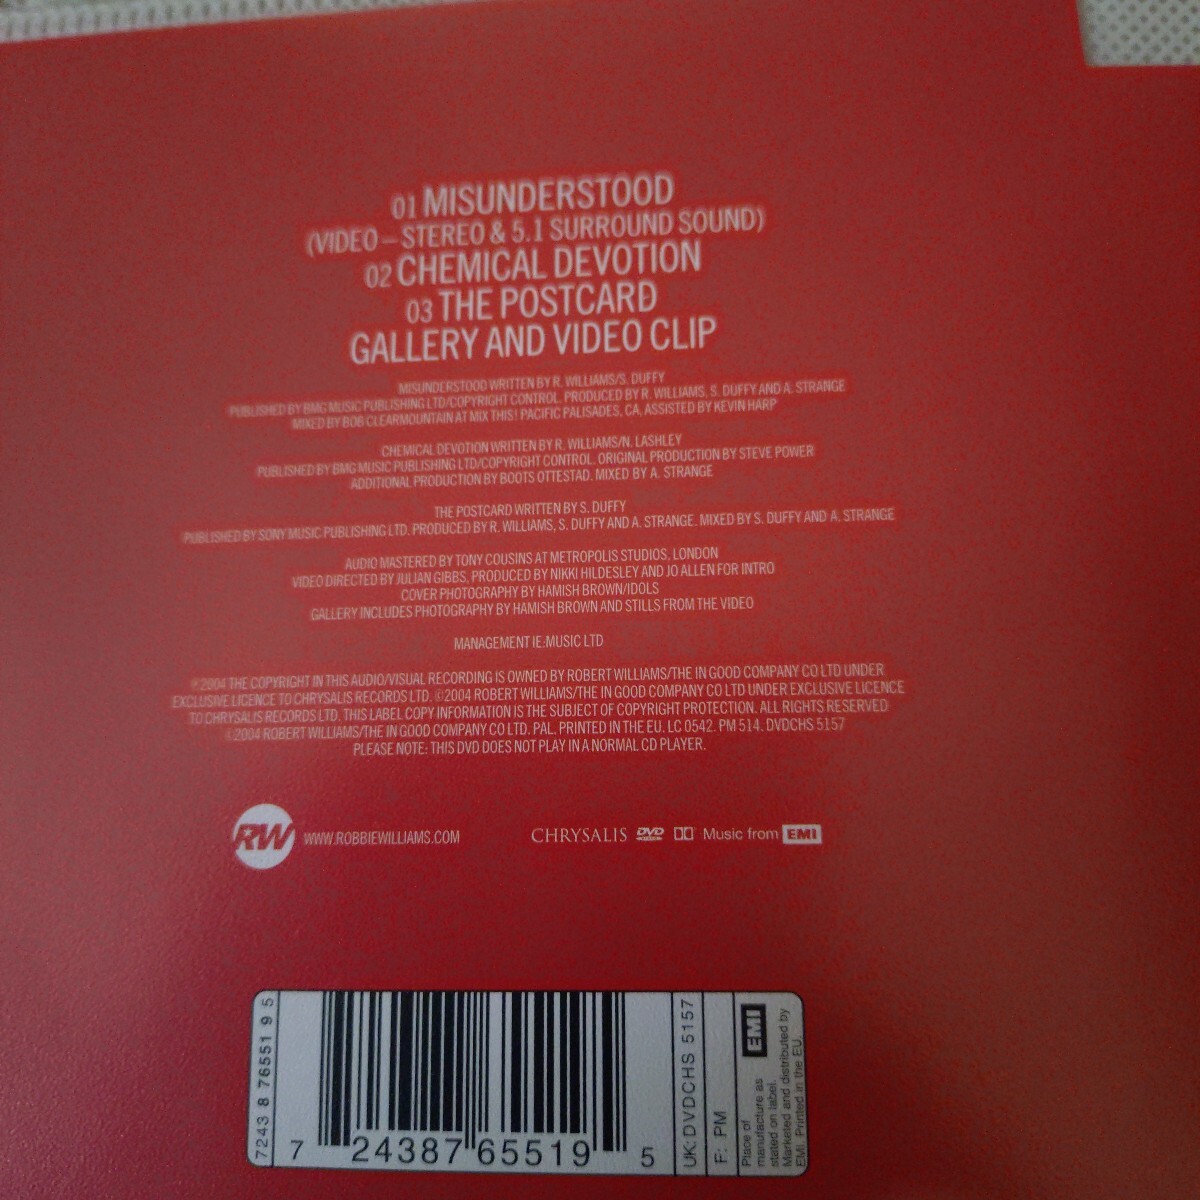 01 MISUNDERSTOOD
(VIDEO – STEREO & 5.1 SURROUND SOUND)
02 CHEMICAL DEVOTION
03 THE POSTCARD
GALLERY AND VIDEO CLIP
MISUNDERSTOOD WRITTEN BY R. WILLIAMS/S. DUFFY
PUBLISHED BY BMG MUSIC PUBLISHING LTD/COPYRIGHT CONTROL. PRODUCED BY R. WILLIAMS, S. DUFFY AND A. STRANGE
MIXED BY BOB CLEARMOUNTAIN AT MIX THIS! PACIFIC PALISADES, CA. ASSISTED BY KEVIN HARP
CHEMICAL DEVOTION WRITTEN BY R. WILLIAMS/N. LASHLEY
PUBLISHED BY BMG MUSIC PUBLISHING LTD/COPYRIGHT CONTROL. ORIGINAL PRODUCTION BY STEVE POWER
ADDITIONAL PRODUCTION BY BOOTS OTTESTAD. MIXED BY A. STRANGE
THE POSTCARD WRITTEN BY S. DUFFY
PUBLISHED BY SONY MUSIC PUBLISHING LTD. PRODUCED BY R. WILLIAMS, S. DUFFY AND A. STRANGE. MIXED BY S. DUFFY AND A. STRANGE
AUDIO MASTERED BY TONY COUSINS AT METROPOLIS STUDIOS, LONDON
VIDEO DIRECTED BY JULIAN GIBBS, PRODUCED BY NIKKI HILDESLEY AND JO ALLEN FOR INTRO
COVER PHOTOGRAPHY BY HAMISH BROWN/IDOLS
GALLERY INCLUDES PHOTOGRAPHY BY HAMISH BROWN AND STILLS FROM THE VIDEO
MANAGEMENT IE:MUSIC LTD
℗2004 THE COPYRIGHT IN THIS AUDIO/VISUAL RECORDING IS OWNED BY ROBERT WILLIAMS/THE IN GOOD COMPANY CO LTD UNDER
EXCLUSIVE LICENCE TO CHRYSALIS RECORDS LTD. ©2004 ROBERT WILLIAMS/THE IN GOOD COMPANY CO LTD UNDER EXCLUSIVE LICENCE
TO CHRYSALIS RECORDS LTD. THIS LABEL COPY INFORMATION IS THE SUBJECT OF COPYRIGHT PROTECTION. ALL RIGHTS RESERVED
©2004 ROBERT WILLIAMS/THE IN GOOD COMPANY CO LTD. PAL. PRINTED IN THE EU. LC 0542. PM 514. DVDCHS 5157
PLEASE NOTE: THIS DVD DOES NOT PLAY IN A NORMAL CD PLAYER.
RW WWW.ROBBIEWILLIAMS.COM
CHRYSALIS DVD Music from EMI
7243 8 76551 9 5
7 24387 65519 5
UK: DVDCHS 5157
F: PM
EMI
Place of
manufacture as
stated on label.
Marketed and distributed by
EMI. Printed in the EU.